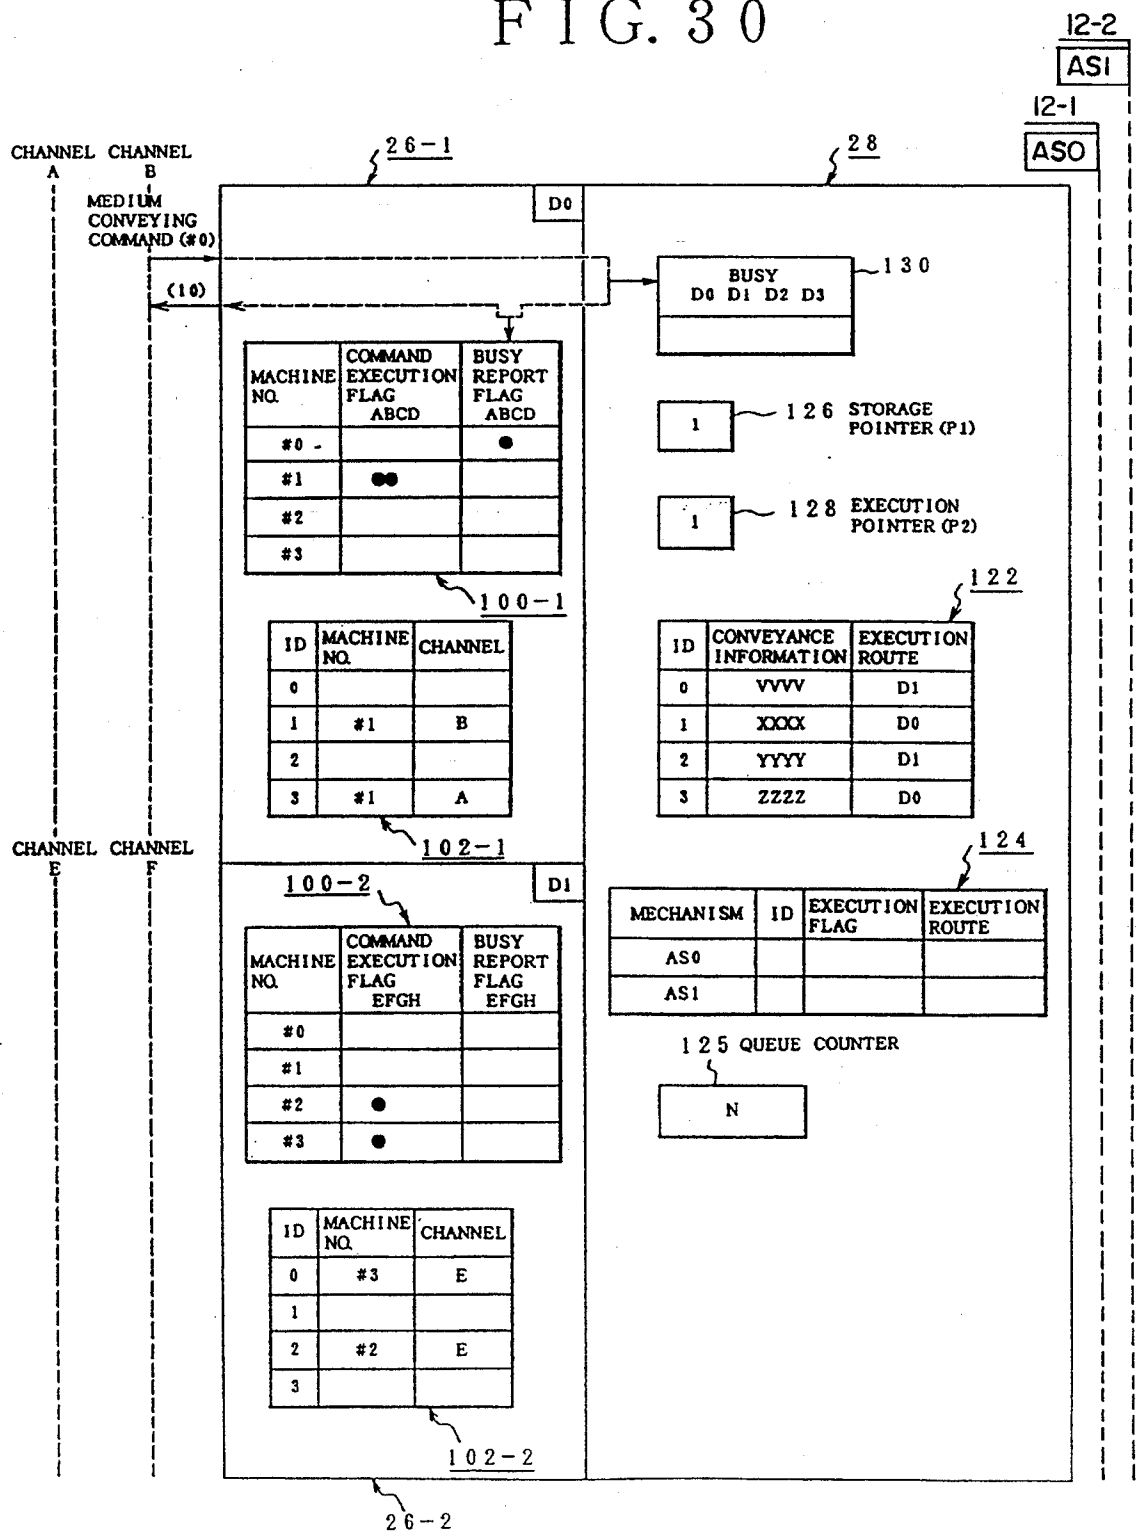 FIG. 30
12-2
AS1
12-1
AS0
CHANNEL A
CHANNEL B
26-1
28
MEDIUM
CONVEYING
COMMAND (#0)
(10)
D0
BUSY
D0 D1 D2 D3
130
MACHINE NO.
COMMAND EXECUTION FLAG ABCD
BUSY REPORT FLAG ABCD
#0
#1 ●●
#2
#3
●
100-1
1
126 STORAGE
POINTER (P1)
1
128 EXECUTION
POINTER (P2)
122
ID MACHINE NO. CHANNEL
0
1 #1 B
2
3 #1 A
102-1
ID CONVEYANCE INFORMATION EXECUTION ROUTE
0 VVVV D1
1 XXXX D0
2 YYYY D1
3 ZZZZ D0
CHANNEL E
CHANNEL F
100-2
D1
124
MECHANISM ID EXECUTION FLAG EXECUTION ROUTE
AS0
AS1
MACHINE NO.
COMMAND EXECUTION FLAG EFGH
BUSY REPORT FLAG EFGH
#0
#1
#2 ●
#3 ●
125 QUEUE COUNTER
N
ID MACHINE NO. CHANNEL
0 #3 E
1
2 #2 E
3
102-2
26-2